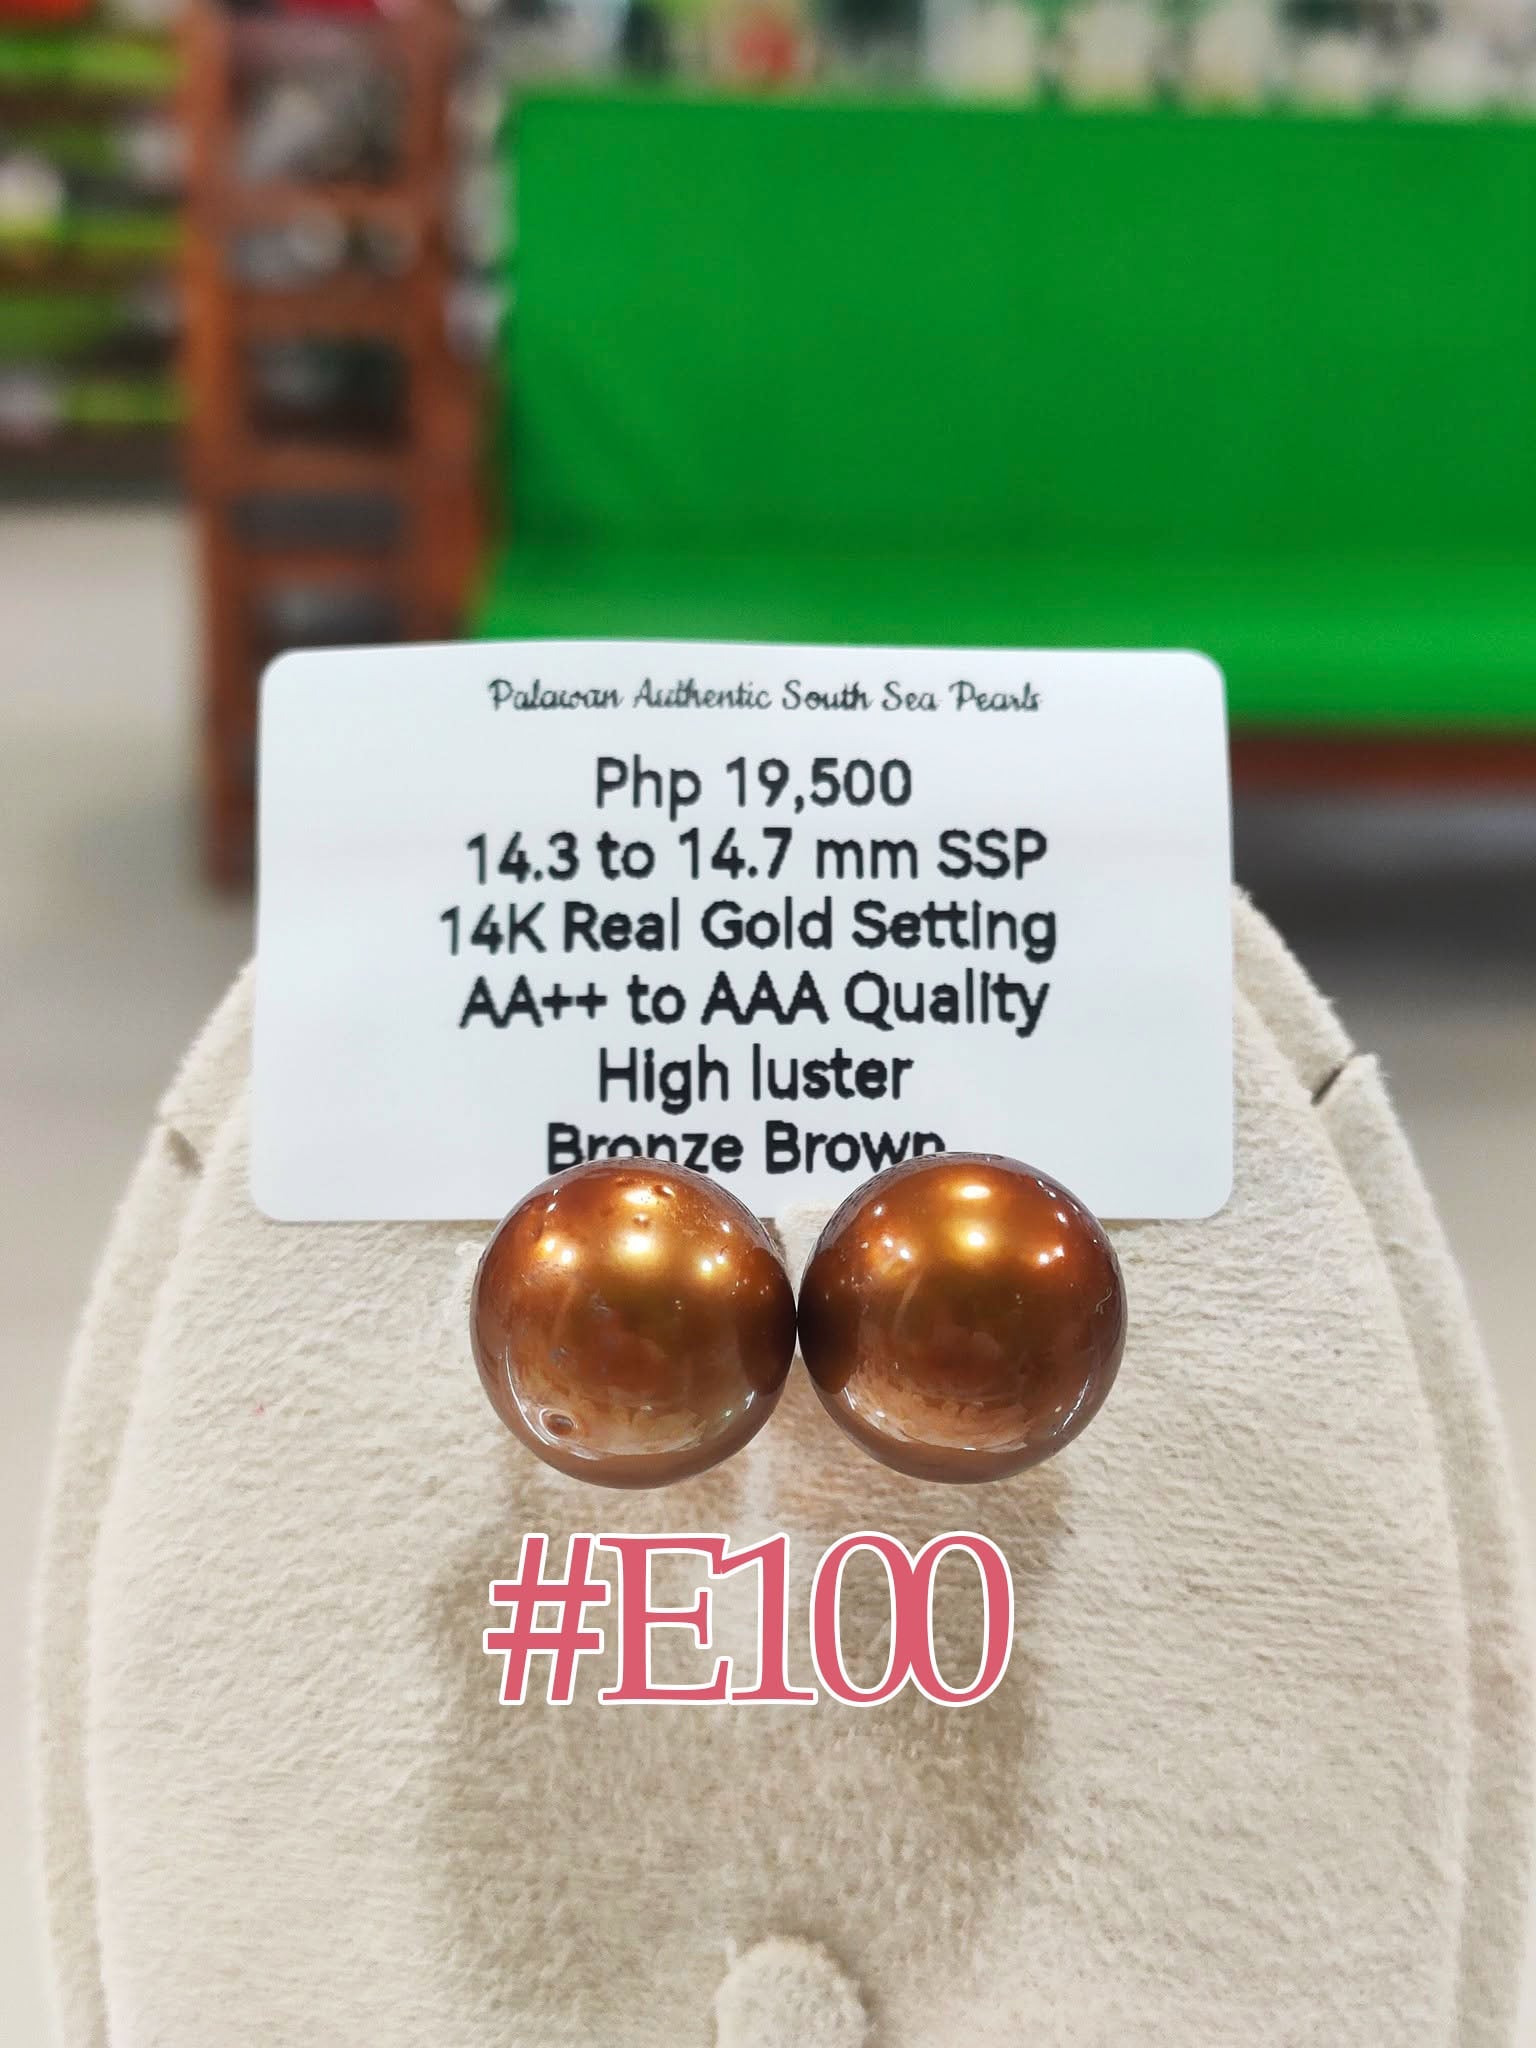 Palawan Authentic South Sea Pearls
Php 19,500
14.3 to 14.7 mm SSP
14K Real Gold Setting
AA++ to AAA Quality
High luster
Bronze Brown
#E100